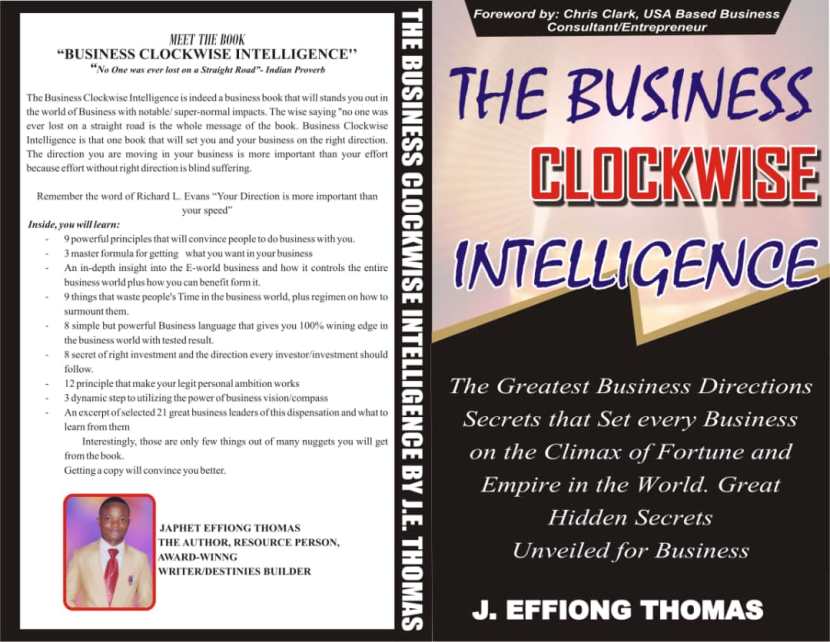 MEET THE BOOK
“BUSINESS CLOCKWISE INTELLIGENCE''
“No One was ever lost on a Straight Road”- Indian Proverb
The Business Clockwise Intelligence is indeed a business book that will stands you out in
the world of Business with notable/ super-normal impacts. The wise saying "no one was
ever lost on a straight road is the whole message of the book. Business Clockwise
Intelligence is that one book that will set you and your business on the right direction.
The direction you are moving in your business is more important than your effort
because effort without right direction is blind suffering.
Remember the word of Richard L. Evans “Your Direction is more important than
your speed”
Inside, you will learn:
- 9 powerful principles that will convince people to do business with you.
- 3 master formula for getting what you want in your business
- An in-depth insight into the E-world business and how it controls the entire
business world plus how you can benefit form it.
- 9 things that waste people's Time in the business world, plus regimen on how to
surmount them.
- 8 simple but powerful Business language that gives you 100% wining edge in
the business world with tested result.
- 8 secret of right investment and the direction every investor/investment should
follow.
- 12 principle that make your legit personal ambition works
- 3 dynamic step to utilizing the power of business vision/compass
- An excerpt of selected 21 great business leaders of this dispensation and what to
learn from them
Interestingly, those are only few things out of many nuggets you will get
from the book.
Getting a copy will convince you better.
JAPHET EFFIONG THOMAS
THE AUTHOR, RESOURCE PERSON,
AWARD-WINNG
WRITER/DESTINIES BUILDER
THE BUSINESS CLOCKWISE INTELLIGENCE BY J.E. THOMAS
Foreword by: Chris Clark, USA Based Business
Consultant/Entrepreneur
THE BUSINESS
CLOCKWISE
INTELLIGENCE
The Greatest Business Directions
Secrets that Set every Business
on the Climax of Fortune and
Empire in the World. Great
Hidden Secrets
Unveiled for Business
J. EFFIONG THOMAS